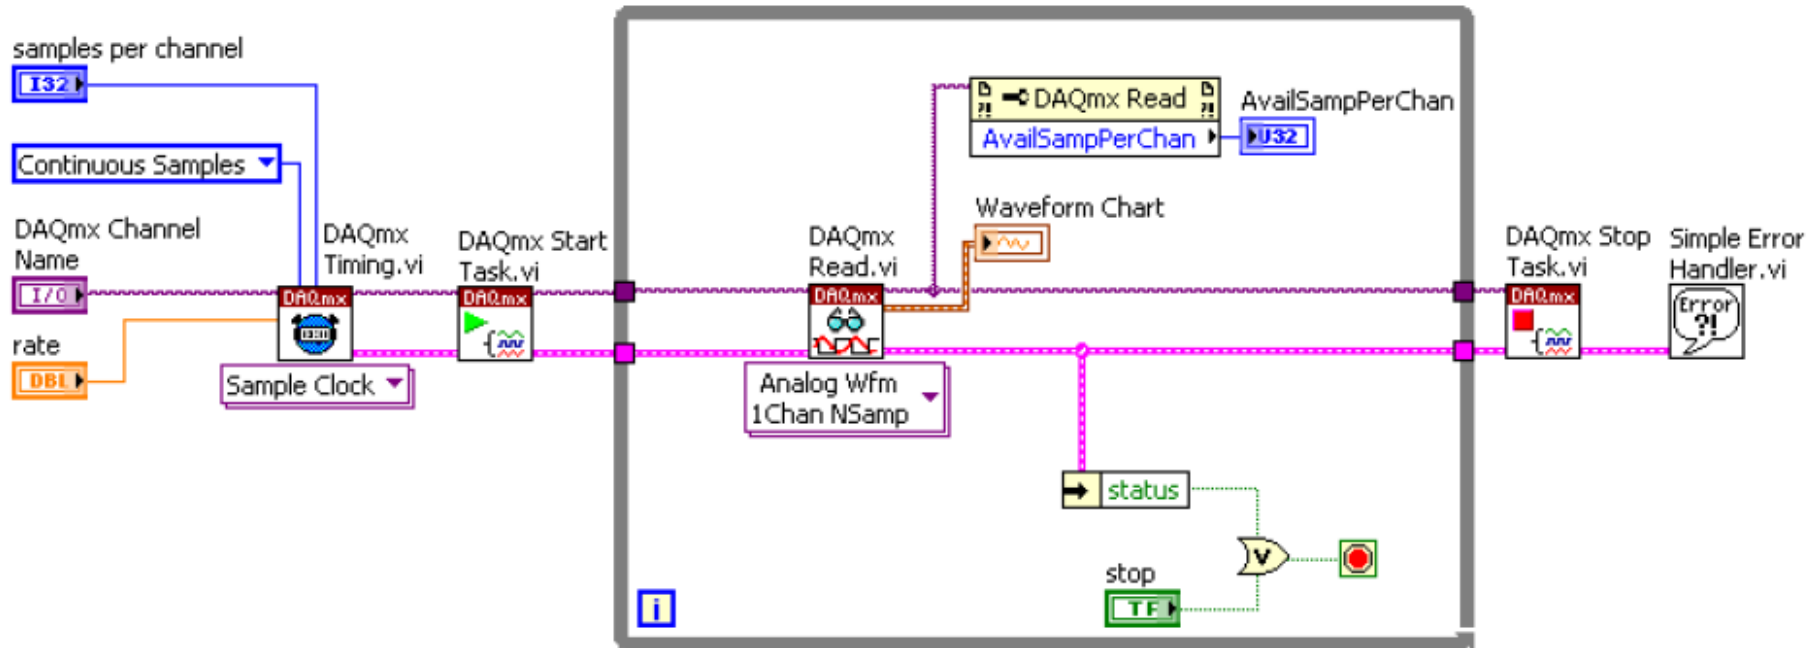 samples per channel
I32
Continuous Samples
DAQmx Channel
Name
I/O
rate
DBL
DAQmx
Timing.vi
DAQmx
Sample Clock
DAQmx Start
Task.vi
DAQmx
DAQmx
Read.vi
DAQmx
Analog Wfm
1Chan NSamp
?! DAQmx Read ?!
AvailSampPerChan
AvailSampPerChan
U32
Waveform Chart
status
V
stop
TF
i
DAQmx Stop
Task.vi
DAQmx
Simple Error
Handler.vi
Error
?!